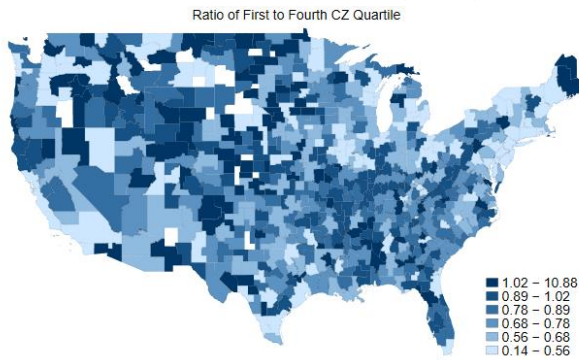 Ratio of First to Fourth CZ Quartile
1.02 − 10.88
0.89 − 1.02
0.78 − 0.89
0.68 − 0.78
0.56 − 0.68
0.14 − 0.56